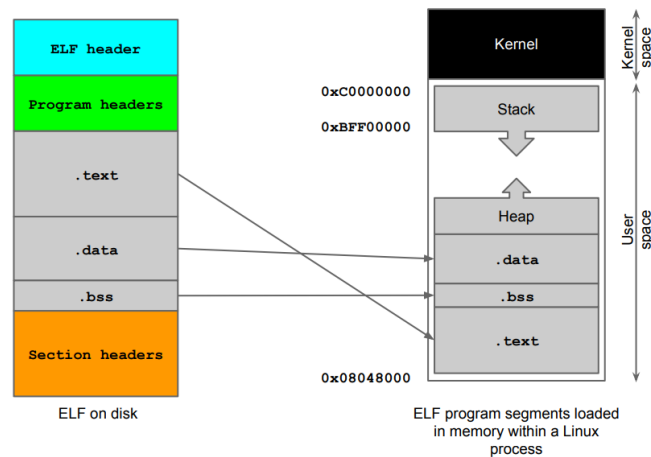 ELF header
Program headers
.text
.data
.bss
Section headers
ELF on disk
0xC0000000
0xBFF00000
0x08048000
Kernel
Stack
Heap
.data
.bss
.text
Kernel
space
User
space
ELF program segments loaded
in memory within a Linux
process